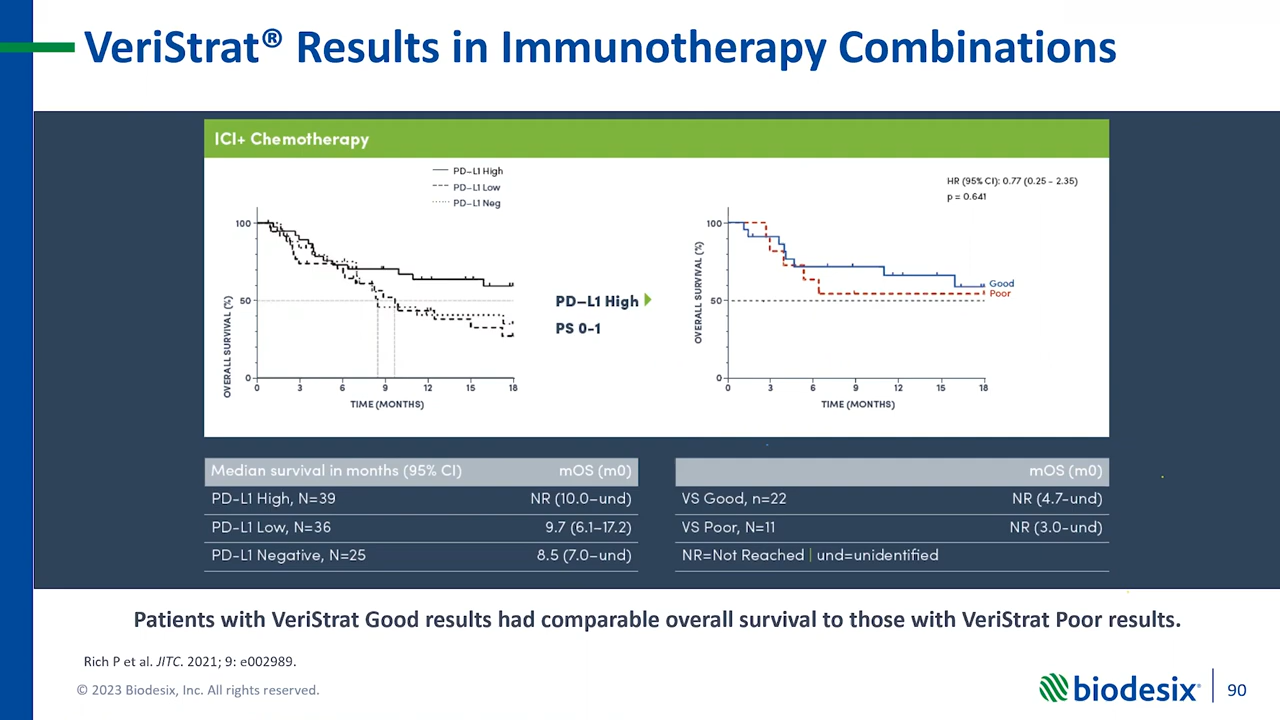 VeriStrat® Results in Immunotherapy Combinations
ICI+ Chemotherapy
PD–L1 High
PD–L1 Low
PD–L1 Neg
100
50
0
OVERALL SURVIVAL (%)
0 3 6 9 12 15 18
TIME (MONTHS)
PD–L1 High
PS 0-1
HR (95% CI): 0.77 (0.25 – 2.35)
p = 0.641
100
50
0
OVERALL SURVIVAL (%)
Good
Poor
0 3 6 9 12 15 18
TIME (MONTHS)
Median survival in months (95% CI) mOS (m0)
PD-L1 High, N=39 NR (10.0–und)
PD-L1 Low, N=36 9.7 (6.1–17.2)
PD-L1 Negative, N=25 8.5 (7.0–und)
mOS (m0)
VS Good, n=22 NR (4.7-und)
VS Poor, N=11 NR (3.0-und)
NR=Not Reached | und=unidentified
Patients with VeriStrat Good results had comparable overall survival to those with VeriStrat Poor results.
Rich P et al. JITC. 2021; 9: e002989.
© 2023 Biodesix, Inc. All rights reserved.
biodesix®
90